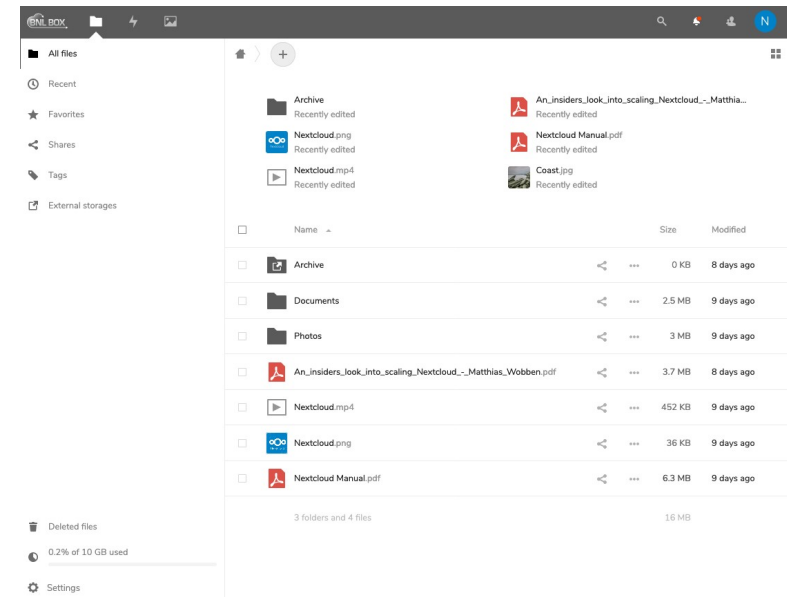 BNL BOX
N
All files
Recent
Favorites
Shares
Tags
External storages
Archive
Recently edited
An_insiders_look_into_scaling_Nextcloud_-_Matthia...
Recently edited
Nextcloud.png
Recently edited
Nextcloud Manual.pdf
Recently edited
Nextcloud.mp4
Recently edited
Coast.jpg
Recently edited
Name Size Modified
Archive 0 KB 8 days ago
Documents 2.5 MB 9 days ago
Photos 3 MB 9 days ago
An_insiders_look_into_scaling_Nextcloud_-_Matthias_Wobben.pdf 3.7 MB 8 days ago
Nextcloud.mp4 452 KB 9 days ago
Nextcloud.png 36 KB 9 days ago
Nextcloud Manual.pdf 6.3 MB 9 days ago
3 folders and 4 files 16 MB
Deleted files
0.2% of 10 GB used
Settings